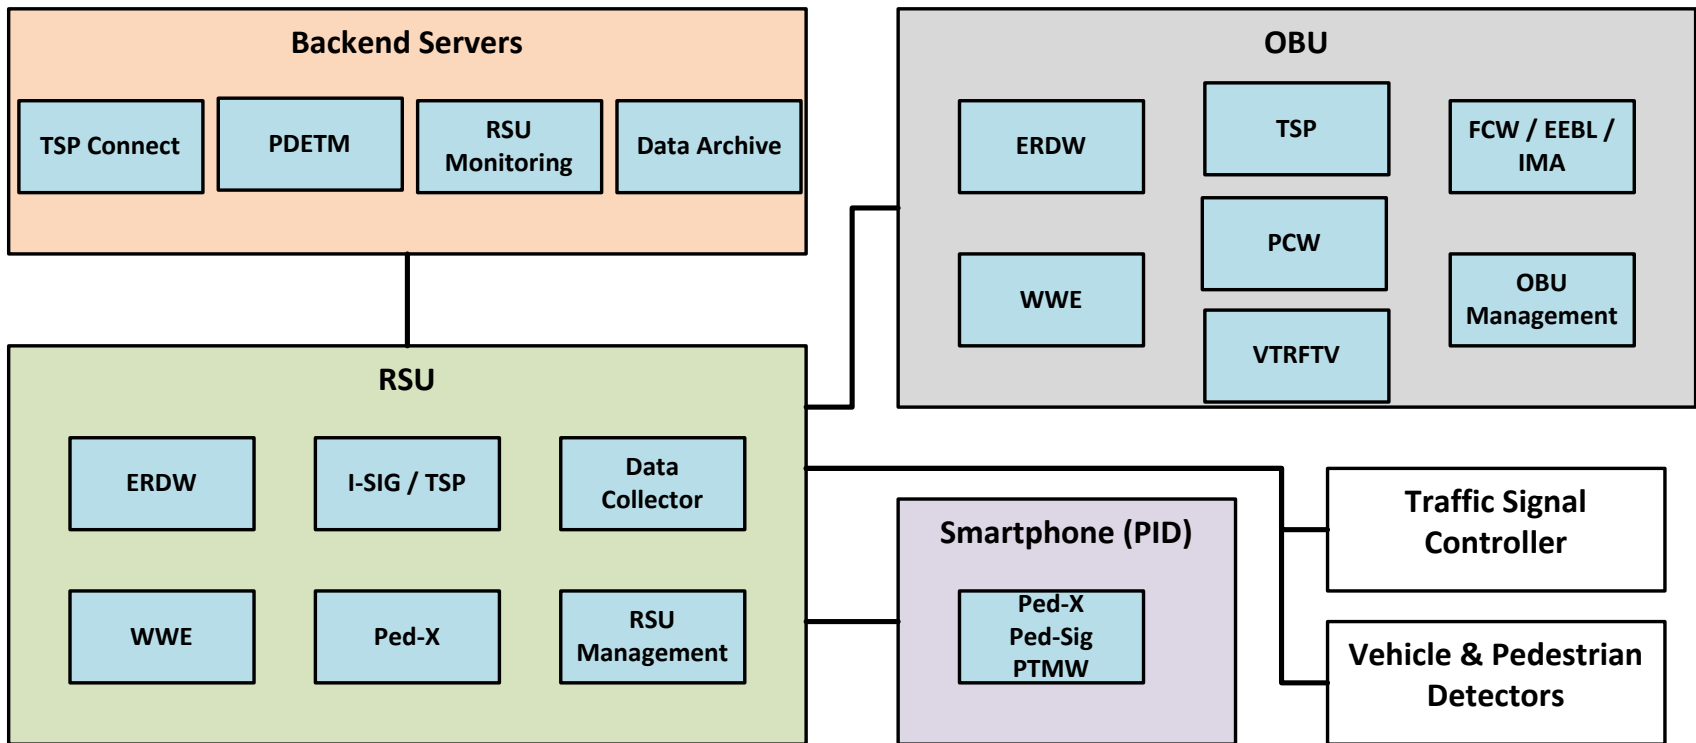 Backend Servers
TSP Connect
PDETM
RSU
Monitoring
Data Archive
OBU
ERDW
TSP
FCW / EEBL /
IMA
PCW
WWE
OBU
Management
VTRFTV
RSU
ERDW
I-SIG / TSP
Data
Collector
WWE
Ped-X
RSU
Management
Smartphone (PID)
Ped-X
Ped-Sig
PTMW
Traffic Signal
Controller
Vehicle & Pedestrian
Detectors